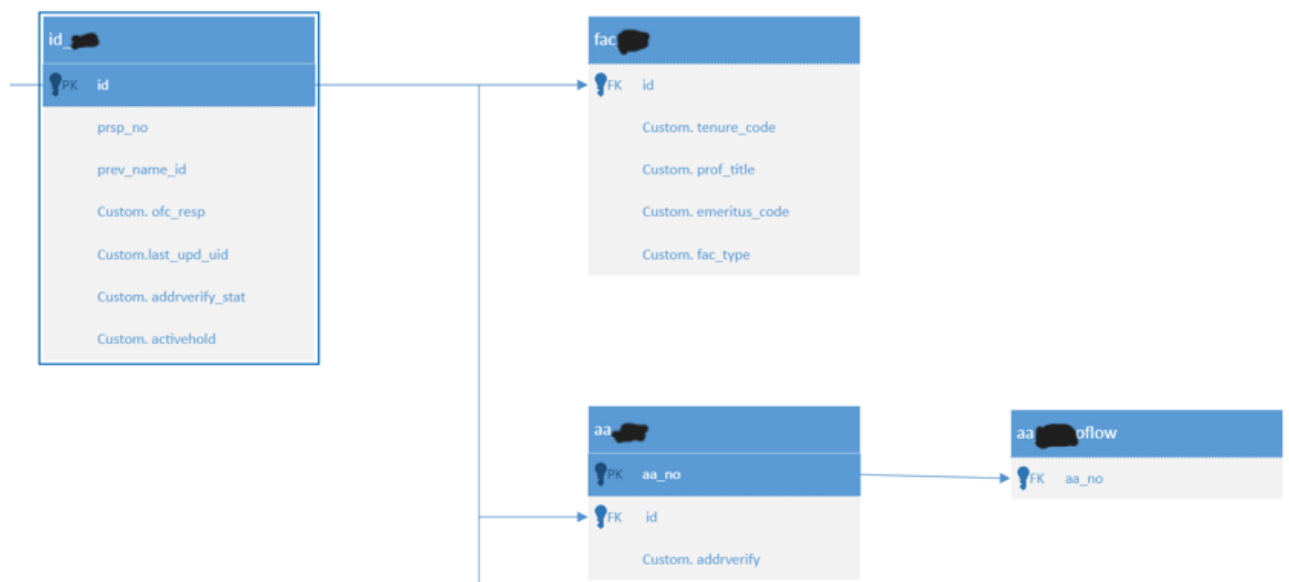 id_
PK id
prsp_no
prev_name_id
Custom. ofc_resp
Custom.last_upd_uid
Custom. addrverify_stat
Custom. activehold
fac
FK id
Custom. tenure_code
Custom. prof_title
Custom. emeritus_code
Custom. fac_type
aa_
PK aa_no
FK id
Custom. addrverify
aa oflow
FK aa_no